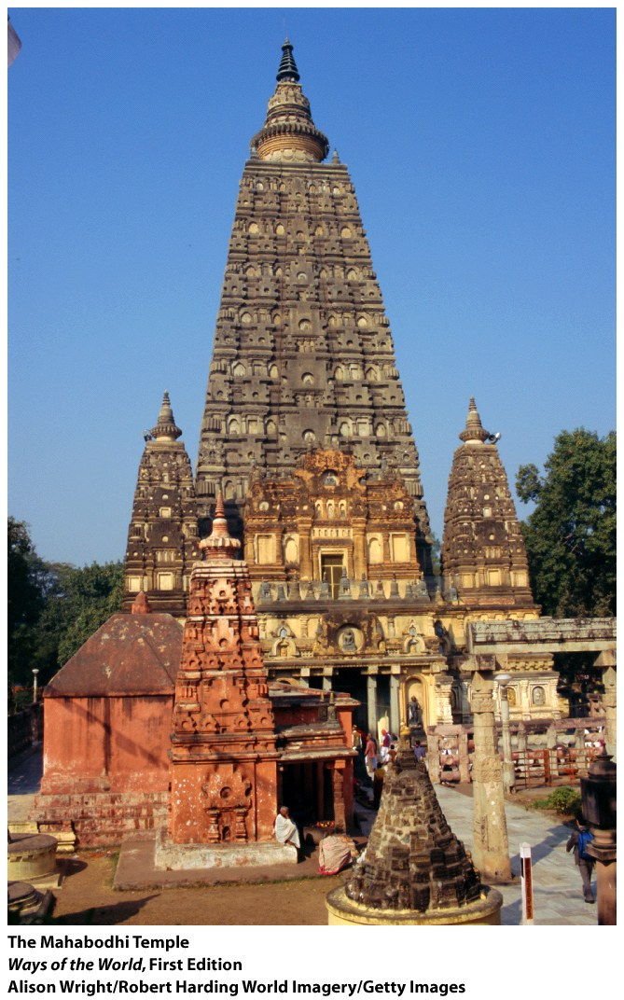 The Mahabodhi Temple
Ways of the World, First Edition
Alison Wright/Robert Harding World Imagery/Getty Images